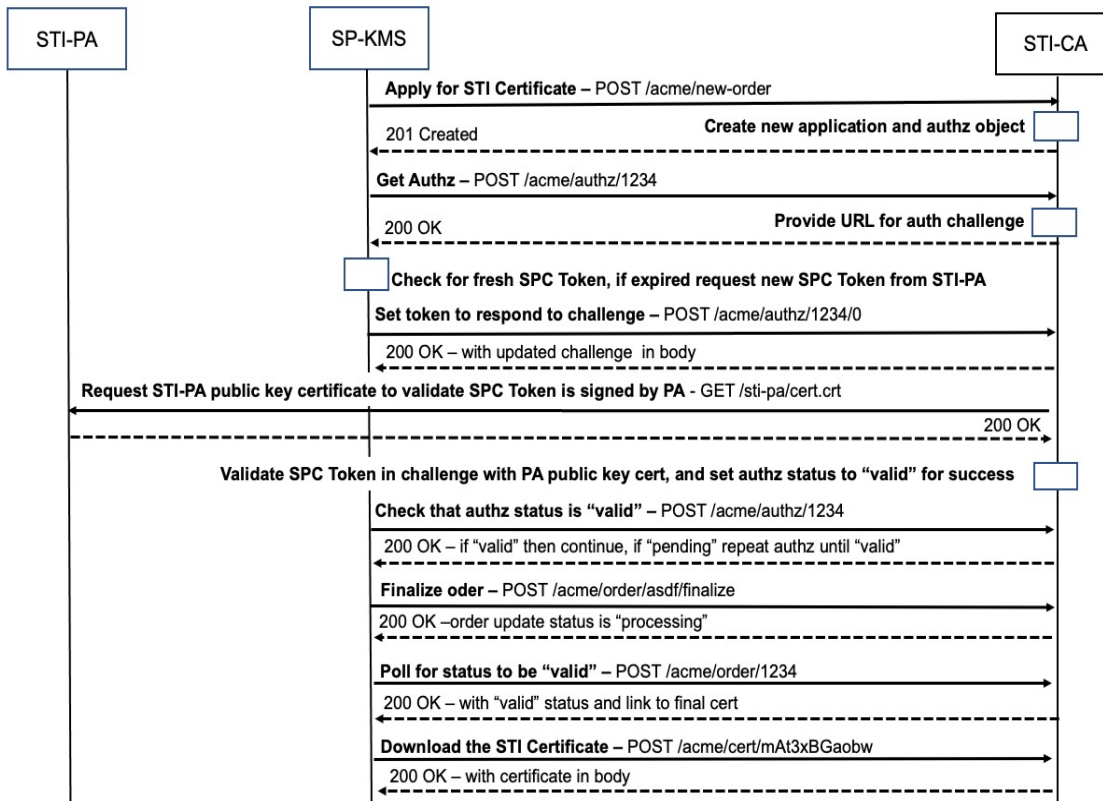 STI-PA
SP-KMS
STI-CA
Apply for STI Certificate – POST /acme/new-order
Create new application and authz object
201 Created
Get Authz – POST /acme/authz/1234
Provide URL for auth challenge
200 OK
Check for fresh SPC Token, if expired request new SPC Token from STI-PA
Set token to respond to challenge – POST /acme/authz/1234/0
200 OK – with updated challenge in body
Request STI-PA public key certificate to validate SPC Token is signed by PA - GET /sti-pa/cert.crt
200 OK
Validate SPC Token in challenge with PA public key cert, and set authz status to “valid” for success
Check that authz status is “valid” – POST /acme/authz/1234
200 OK – if “valid” then continue, if “pending” repeat authz until “valid”
Finalize oder – POST /acme/order/asdf/finalize
200 OK –order update status is “processing”
Poll for status to be “valid” – POST /acme/order/1234
200 OK – with “valid” status and link to final cert
Download the STI Certificate – POST /acme/cert/mAt3xBGaobw
200 OK – with certificate in body